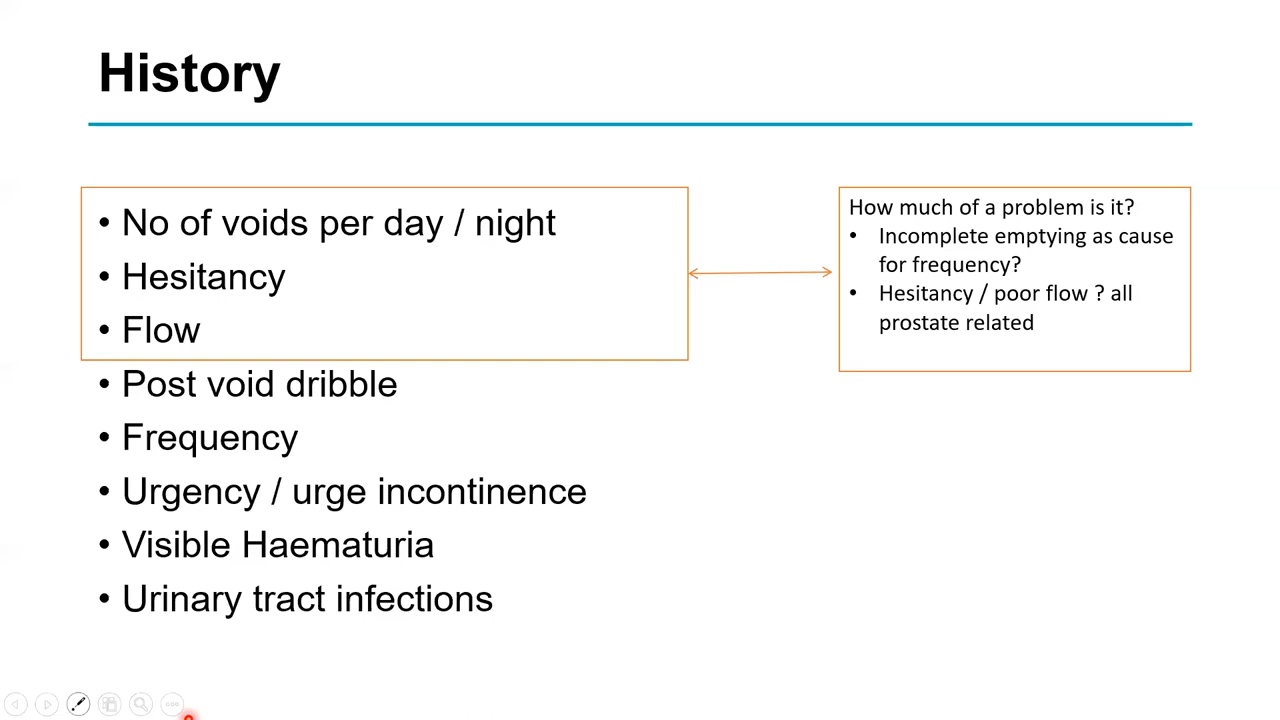 History
• No of voids per day / night
• Hesitancy
• Flow
• Post void dribble
• Frequency
• Urgency / urge incontinence
• Visible Haematuria
• Urinary tract infections
How much of a problem is it?
• Incomplete emptying as cause
for frequency?
• Hesitancy / poor flow ? all
prostate related